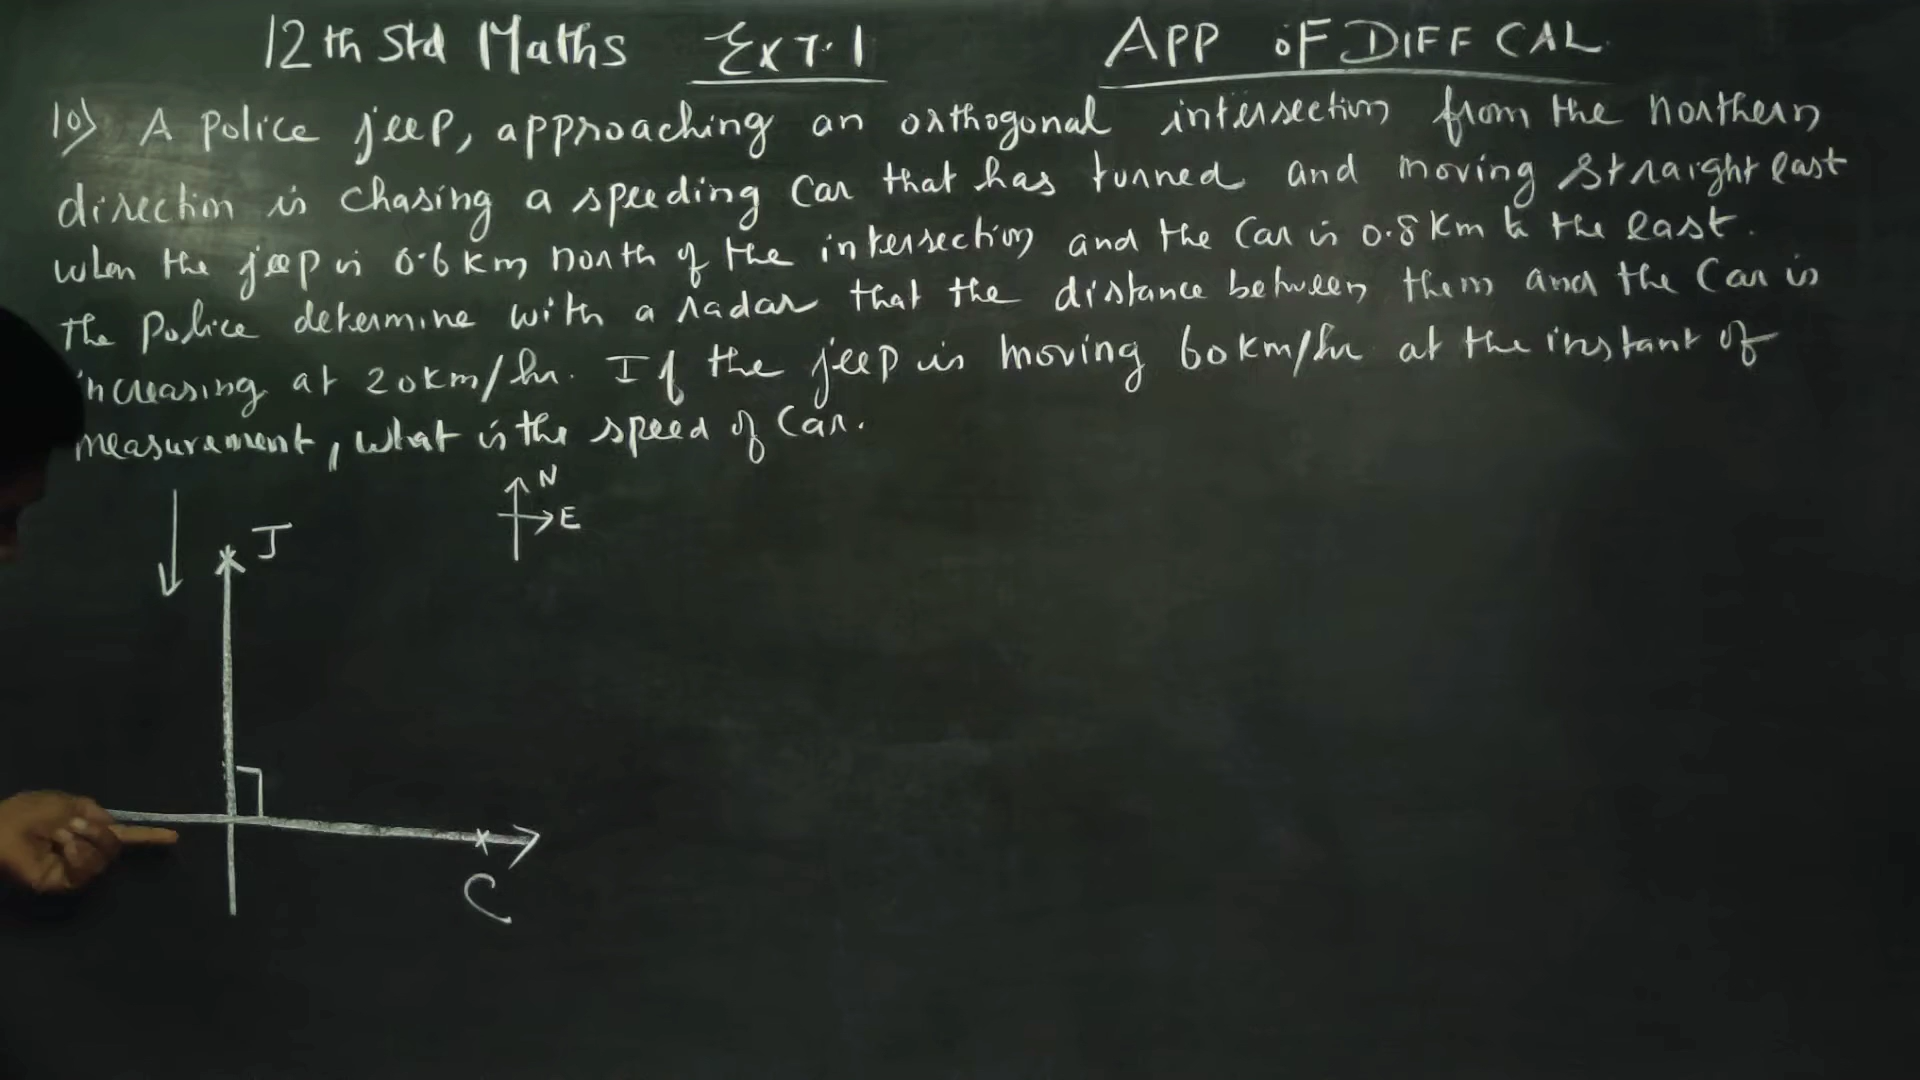 12th Std Maths Ex 7.1 APP OF DIFF CAL
10) A police jeep, approaching an orthogonal intersection from the northern
direction is chasing a speeding Car that has turned and moving straight east
when the jeep is 0.6 km north of the intersection and the Car is 0.8 km to the east.
The Police determine with a radar that the distance between them and the Car is
increasing at 20 km/hr. If the jeep is moving 60 km/hr at the instant of
measurement, what is the speed of Car.
N
E
J
C